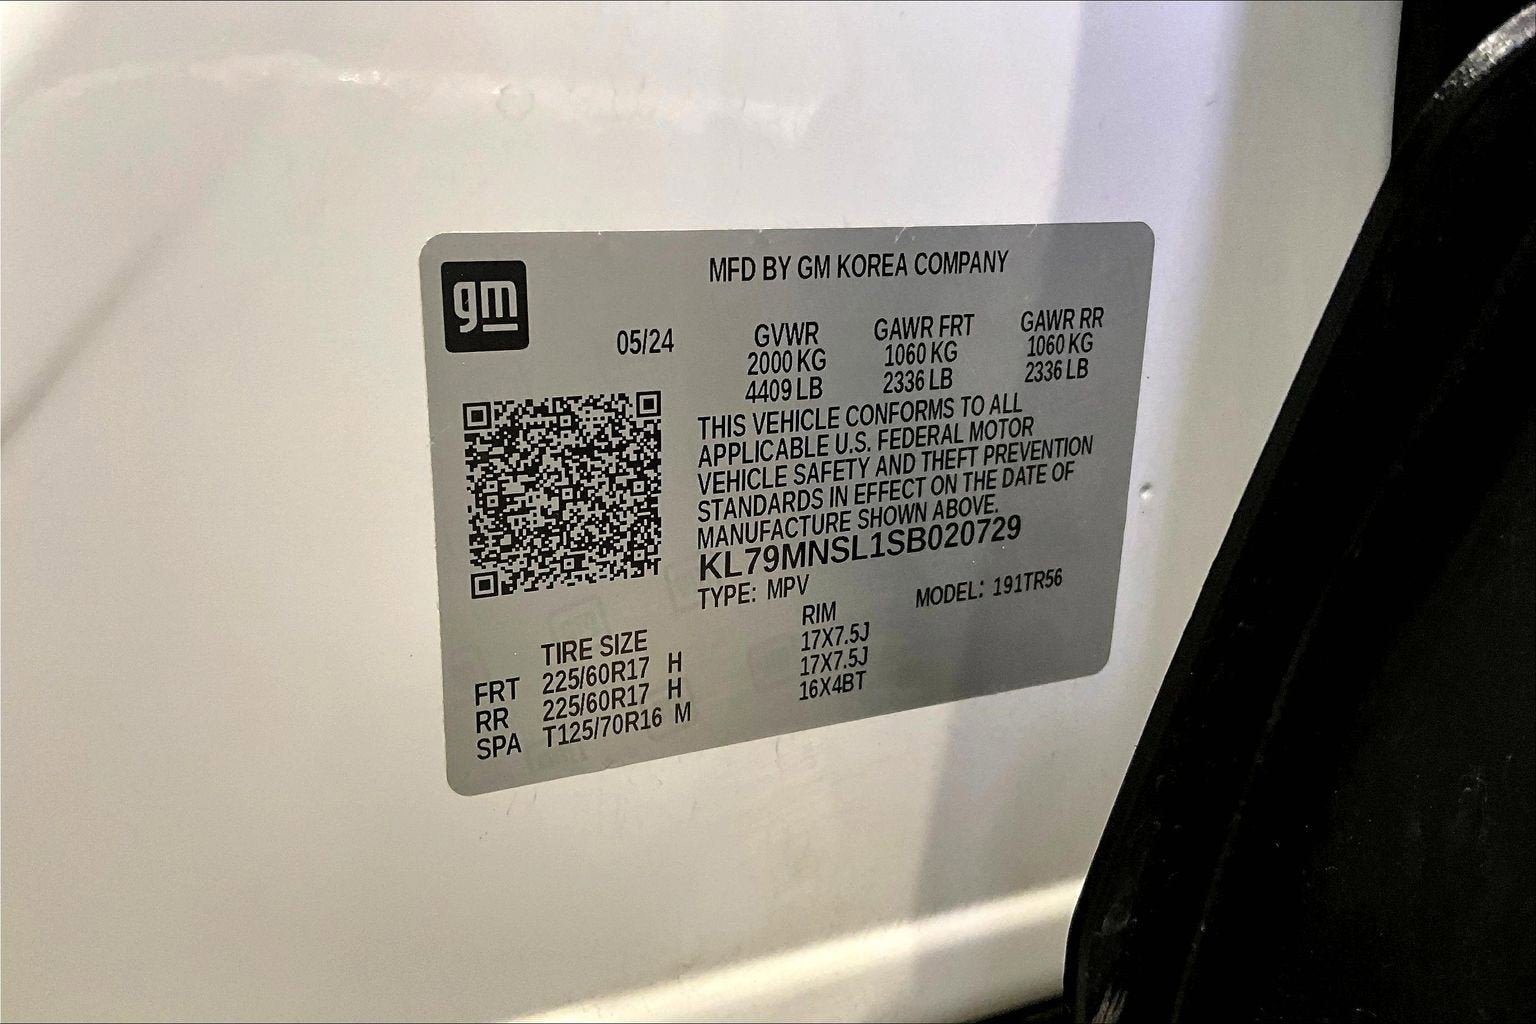 gm
MFD BY GM KOREA COMPANY
05/24 GVWR GAWR FRT GAWR RR
2000 KG 1060 KG 1060 KG
4409 LB 2336 LB 2336 LB
THIS VEHICLE CONFORMS TO ALL
APPLICABLE U.S. FEDERAL MOTOR
VEHICLE SAFETY AND THEFT PREVENTION
STANDARDS IN EFFECT ON THE DATE OF
MANUFACTURE SHOWN ABOVE.
KL79MNSL1SB020729
TYPE: MPV MODEL: 191TR56
TIRE SIZE RIM
FRT 225/60R17 H 17X7.5J
RR 225/60R17 H 17X7.5J
SPA T125/70R16 M 16X4BT